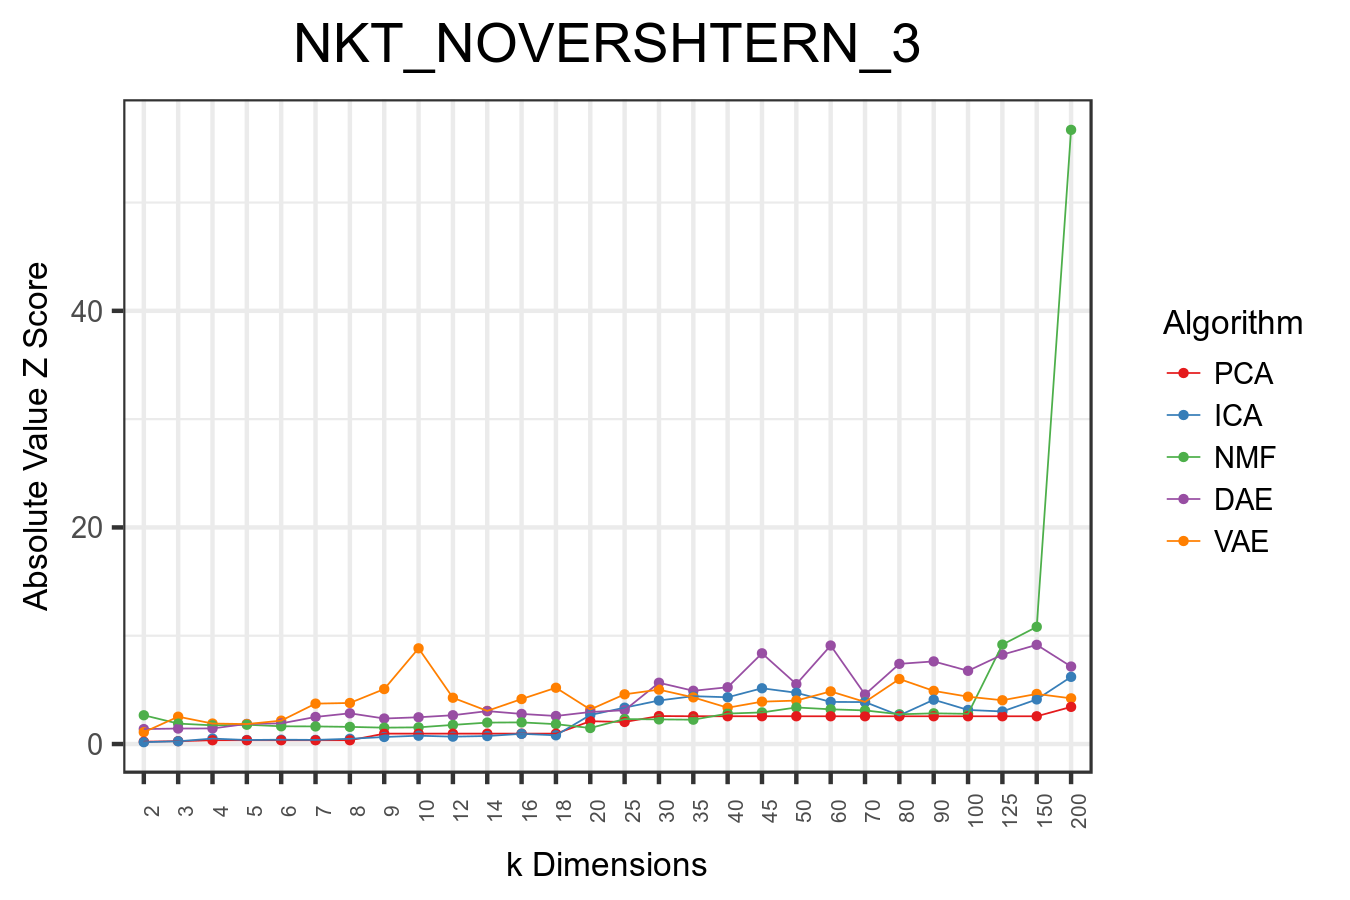 NKT_NOVERSHTERN_3
Absolute Value Z Score
40
20
0
2 3 4 5 6 7 8 9 10 12 14 16 18 20 25 30 35 40 45 50 60 70 80 90 100 125 150 200
k Dimensions
Algorithm
PCA
ICA
NMF
DAE
VAE